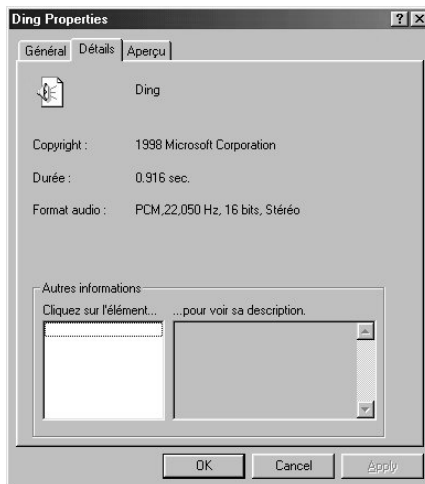 Ding Properties
Général Détails Aperçu
Ding
Copyright : 1998 Microsoft Corporation
Durée : 0.916 sec.
Format audio : PCM,22,050 Hz, 16 bits, Stéréo
Autres informations
Cliquez sur l'élément... ...pour voir sa description.
OK Cancel Apply